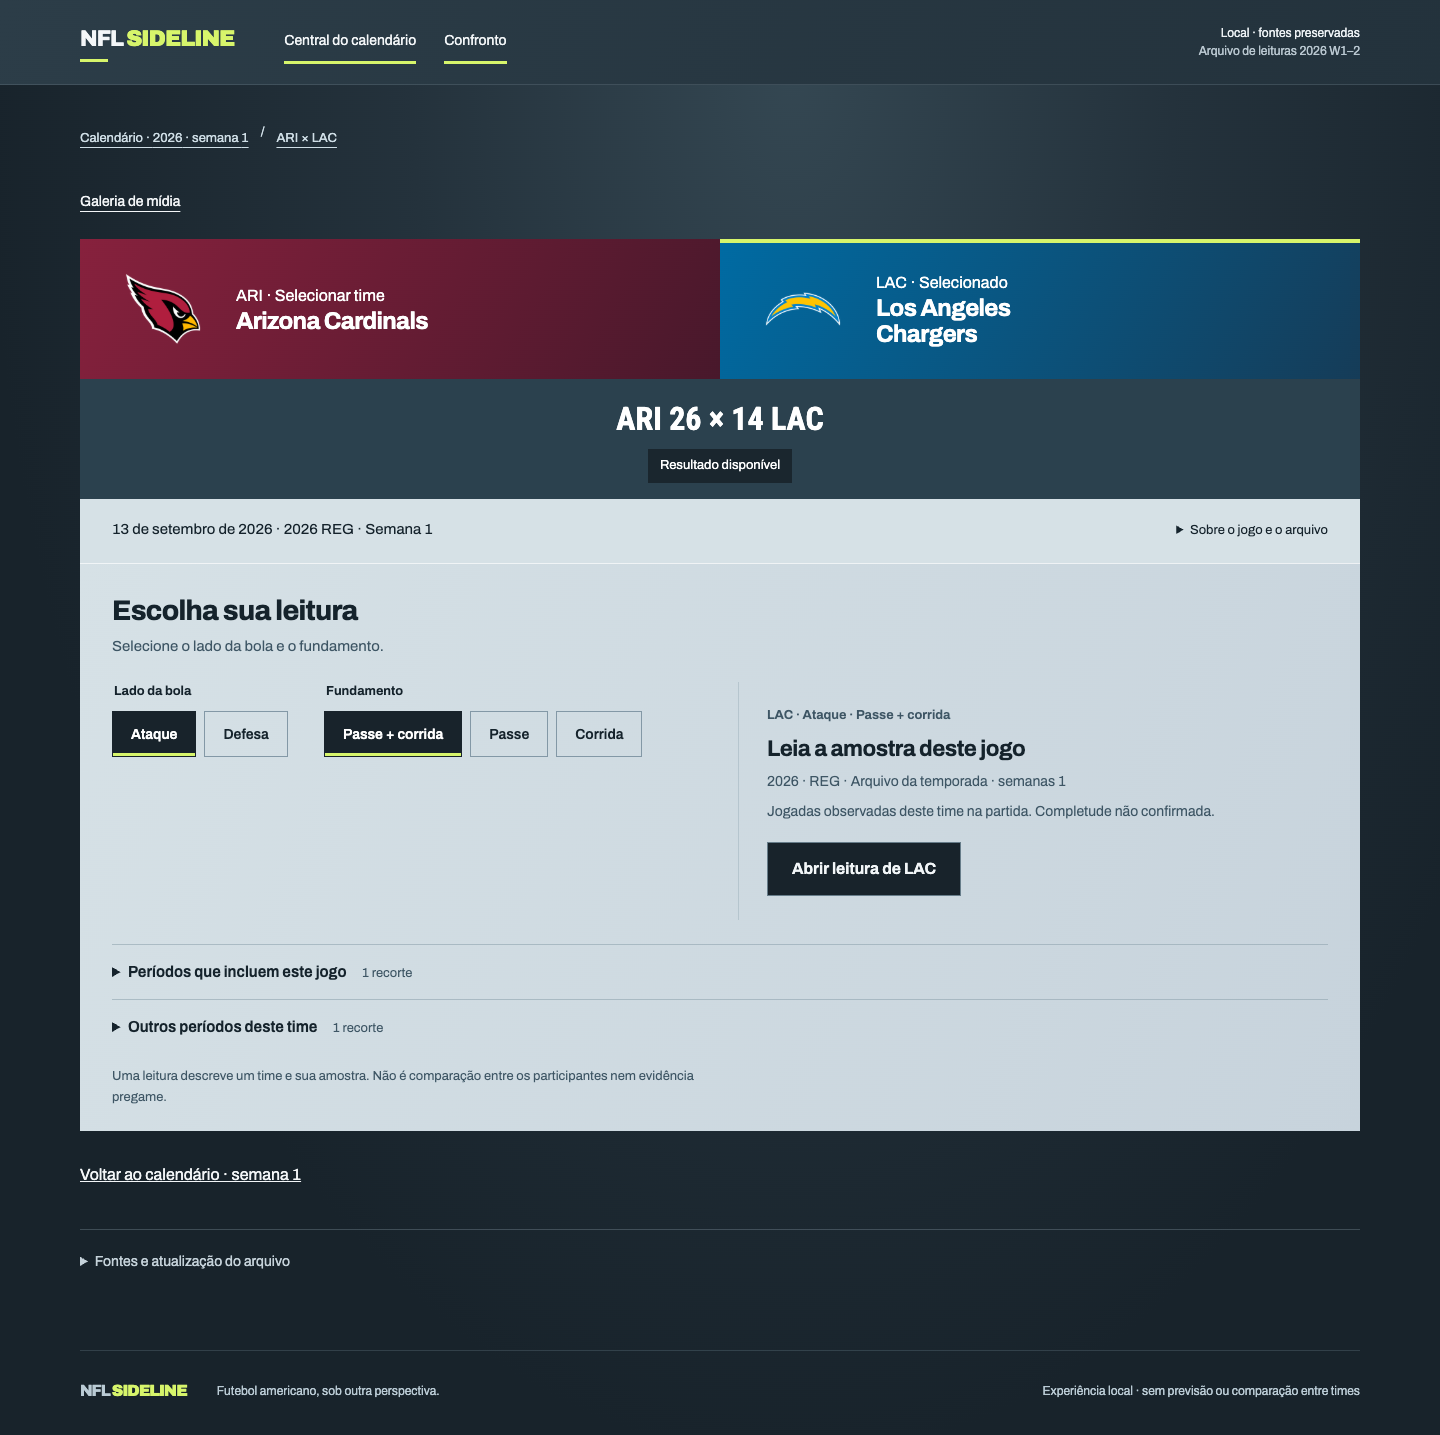 NFL SIDELINE
Central do calendário
Confronto
Local · fontes preservadas
Arquivo de leituras 2026 W1–2
Calendário · 2026 · semana 1 / ARI × LAC
Galeria de mídia
ARI · Selecionar time
Arizona Cardinals
LAC · Selecionado
Los Angeles
Chargers
ARI 26 × 14 LAC
Resultado disponível
13 de setembro de 2026 · 2026 REG · Semana 1
▶ Sobre o jogo e o arquivo
Escolha sua leitura
Selecione o lado da bola e o fundamento.
Lado da bola
Ataque
Defesa
Fundamento
Passe + corrida
Passe
Corrida
LAC · Ataque · Passe + corrida
Leia a amostra deste jogo
2026 · REG · Arquivo da temporada · semanas 1
Jogadas observadas deste time na partida. Completude não confirmada.
Abrir leitura de LAC
▶ Períodos que incluem este jogo 1 recorte
▶ Outros períodos deste time 1 recorte
Uma leitura descreve um time e sua amostra. Não é comparação entre os participantes nem evidência
pregame.
Voltar ao calendário · semana 1
▶ Fontes e atualização do arquivo
NFL SIDELINE
Futebol americano, sob outra perspectiva.
Experiência local · sem previsão ou comparação entre times